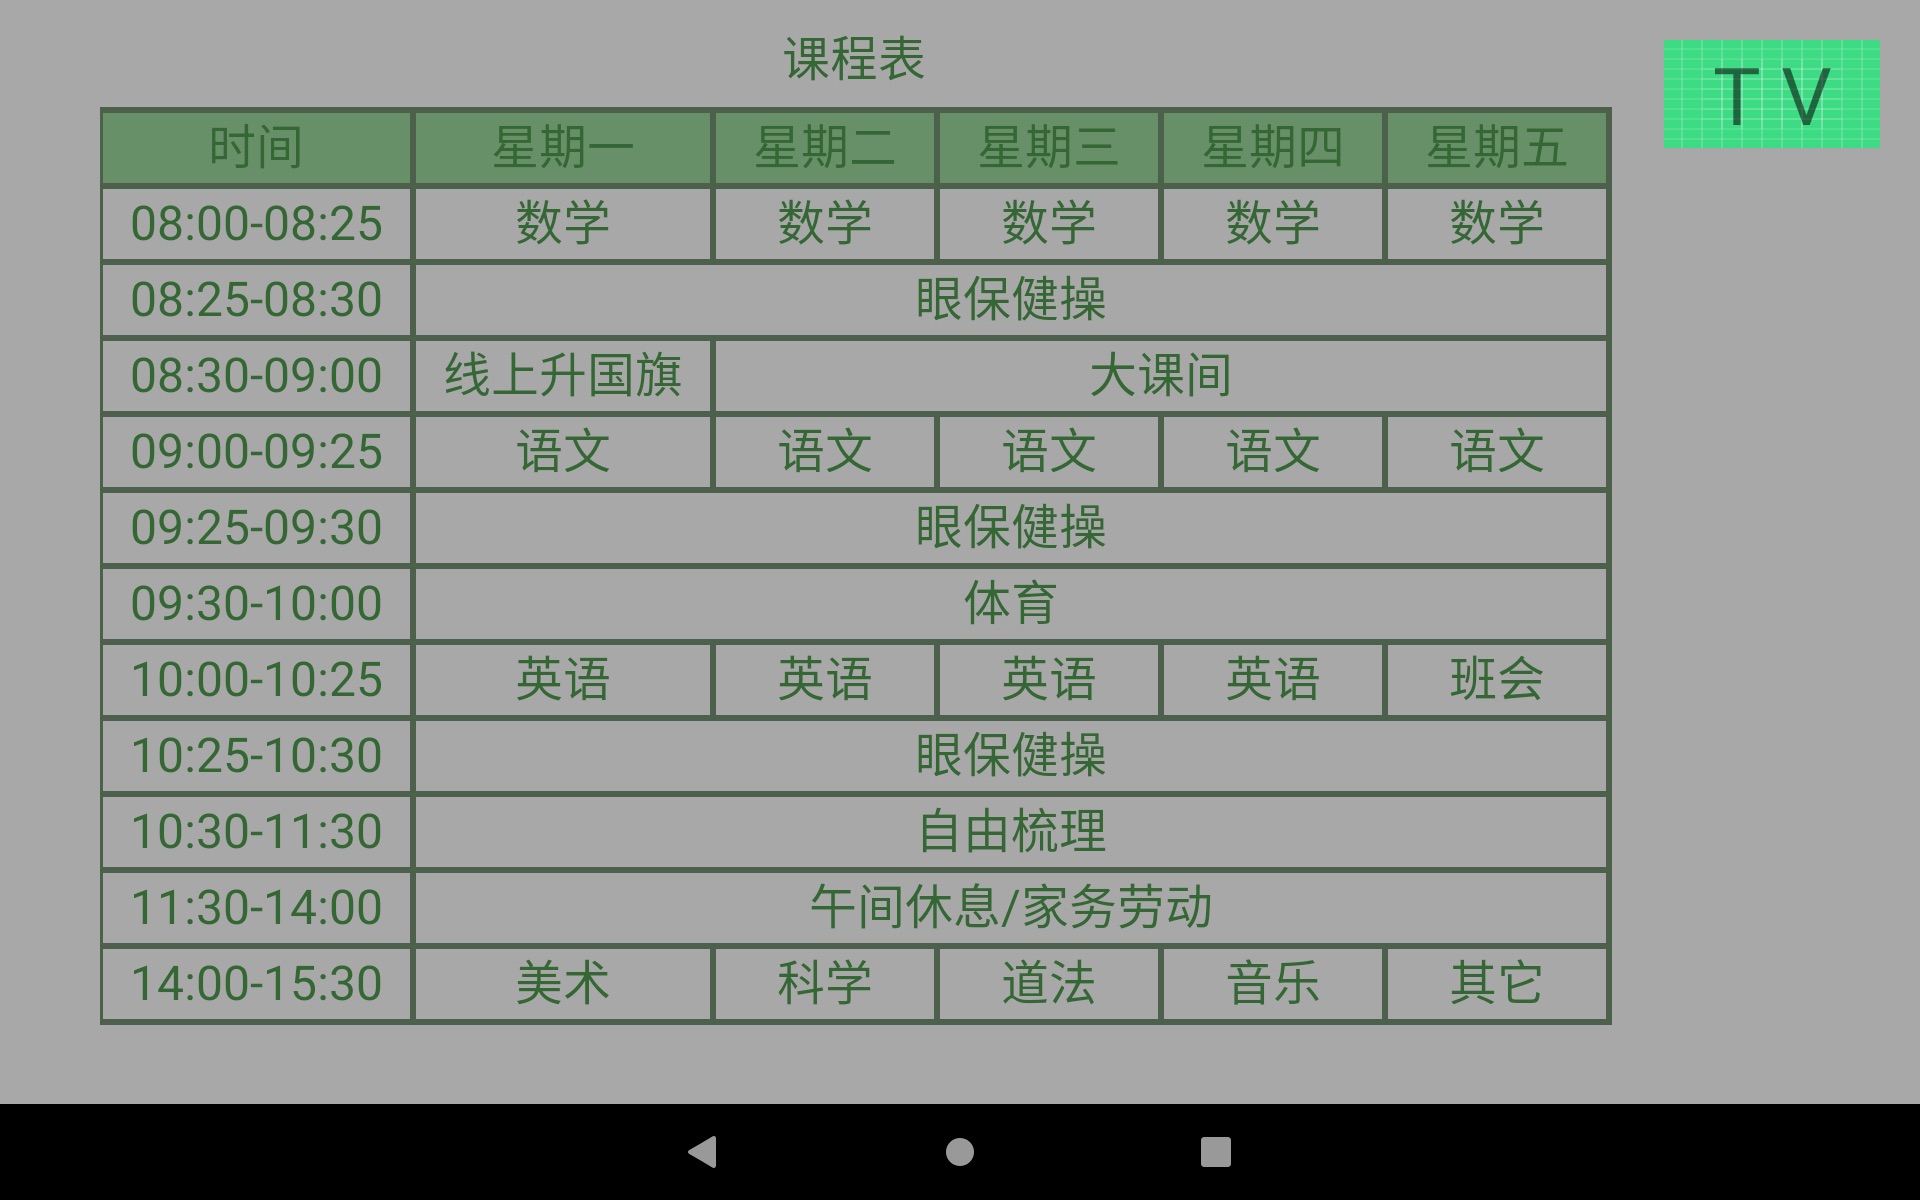 课程表
TV
时间 星期一 星期二 星期三 星期四 星期五
08:00-08:25 数学 数学 数学 数学 数学
08:25-08:30 眼保健操
08:30-09:00 线上升国旗 大课间
09:00-09:25 语文 语文 语文 语文 语文
09:25-09:30 眼保健操
09:30-10:00 体育
10:00-10:25 英语 英语 英语 英语 班会
10:25-10:30 眼保健操
10:30-11:30 自由梳理
11:30-14:00 午间休息/家务劳动
14:00-15:30 美术 科学 道法 音乐 其它